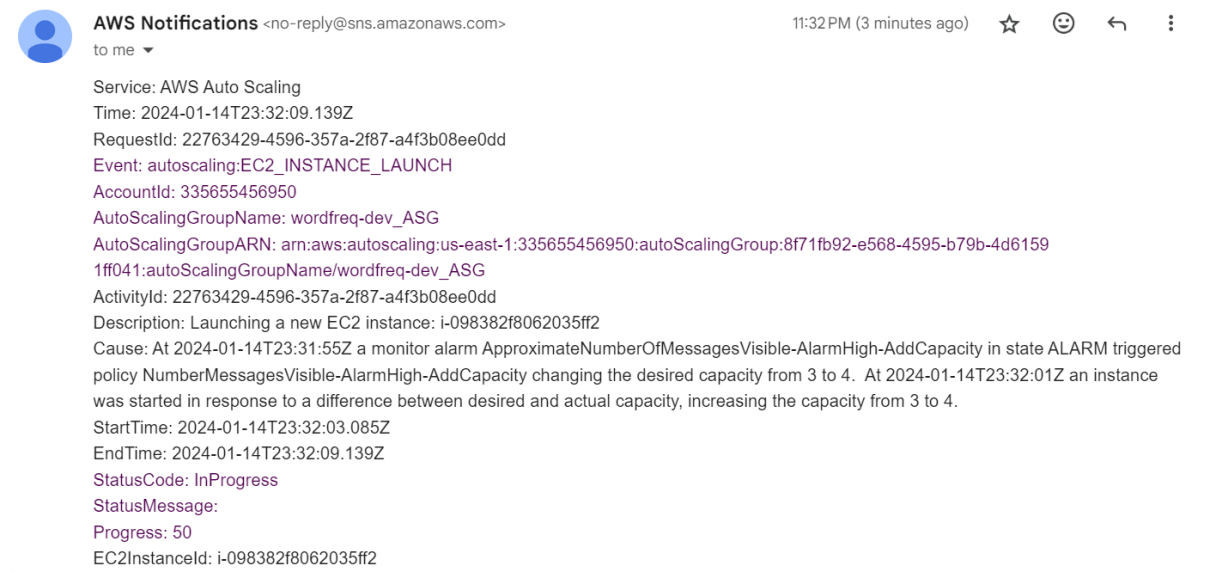 AWS Notifications <no-reply@sns.amazonaws.com> 11:32 PM (3 minutes ago)
to me
Service: AWS Auto Scaling
Time: 2024-01-14T23:32:09.139Z
RequestId: 22763429-4596-357a-2f87-a4f3b08ee0dd
Event: autoscaling:EC2_INSTANCE_LAUNCH
AccountId: 335655456950
AutoScalingGroupName: wordfreq-dev_ASG
AutoScalingGroupARN: arn:aws:autoscaling:us-east-1:335655456950:autoScalingGroup:8f71fb92-e568-4595-b79b-4d6159
1ff041:autoScalingGroupName/wordfreq-dev_ASG
ActivityId: 22763429-4596-357a-2f87-a4f3b08ee0dd
Description: Launching a new EC2 instance: i-098382f8062035ff2
Cause: At 2024-01-14T23:31:55Z a monitor alarm ApproximateNumberOfMessagesVisible-AlarmHigh-AddCapacity in state ALARM triggered
policy NumberMessagesVisible-AlarmHigh-AddCapacity changing the desired capacity from 3 to 4.  At 2024-01-14T23:32:01Z an instance
was started in response to a difference between desired and actual capacity, increasing the capacity from 3 to 4.
StartTime: 2024-01-14T23:32:03.085Z
EndTime: 2024-01-14T23:32:09.139Z
StatusCode: InProgress
StatusMessage:
Progress: 50
EC2InstanceId: i-098382f8062035ff2